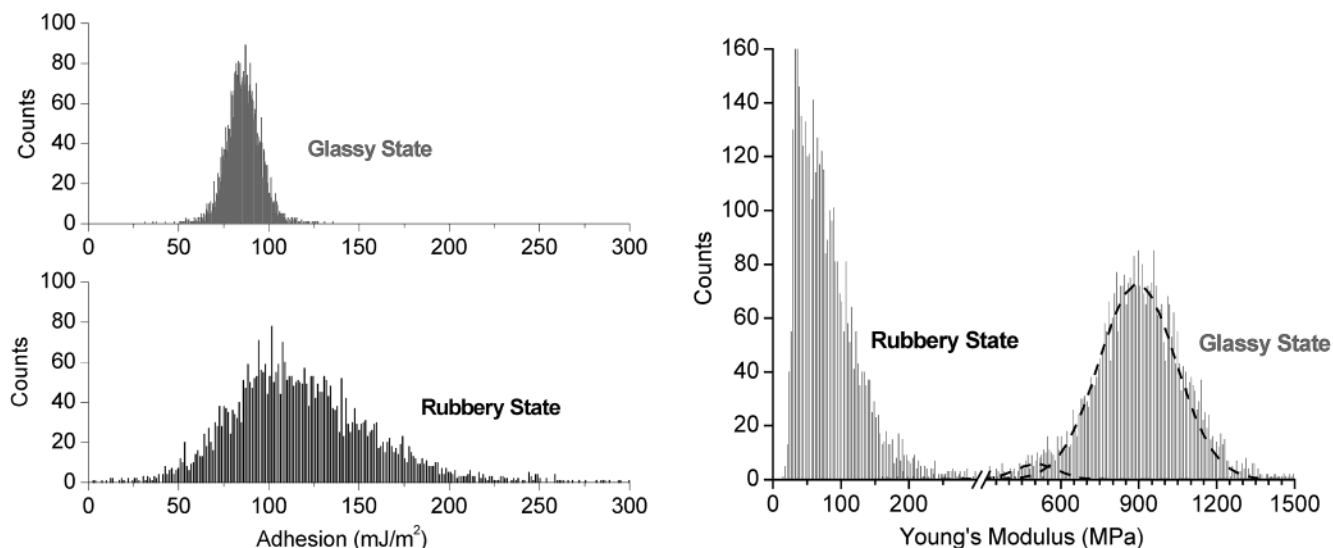 100
80
60
40
20
0
Counts
Glassy State
0 50 100 150 200 250 300
100
80
60
40
20
0
Counts
Rubbery State
0 50 100 150 200 250 300
Adhesion (mJ/m²)
160
140
120
100
80
60
40
20
0
Counts
Rubbery State
Glassy State
0 100 200 600 900 1200 1500
Young's Modulus (MPa)